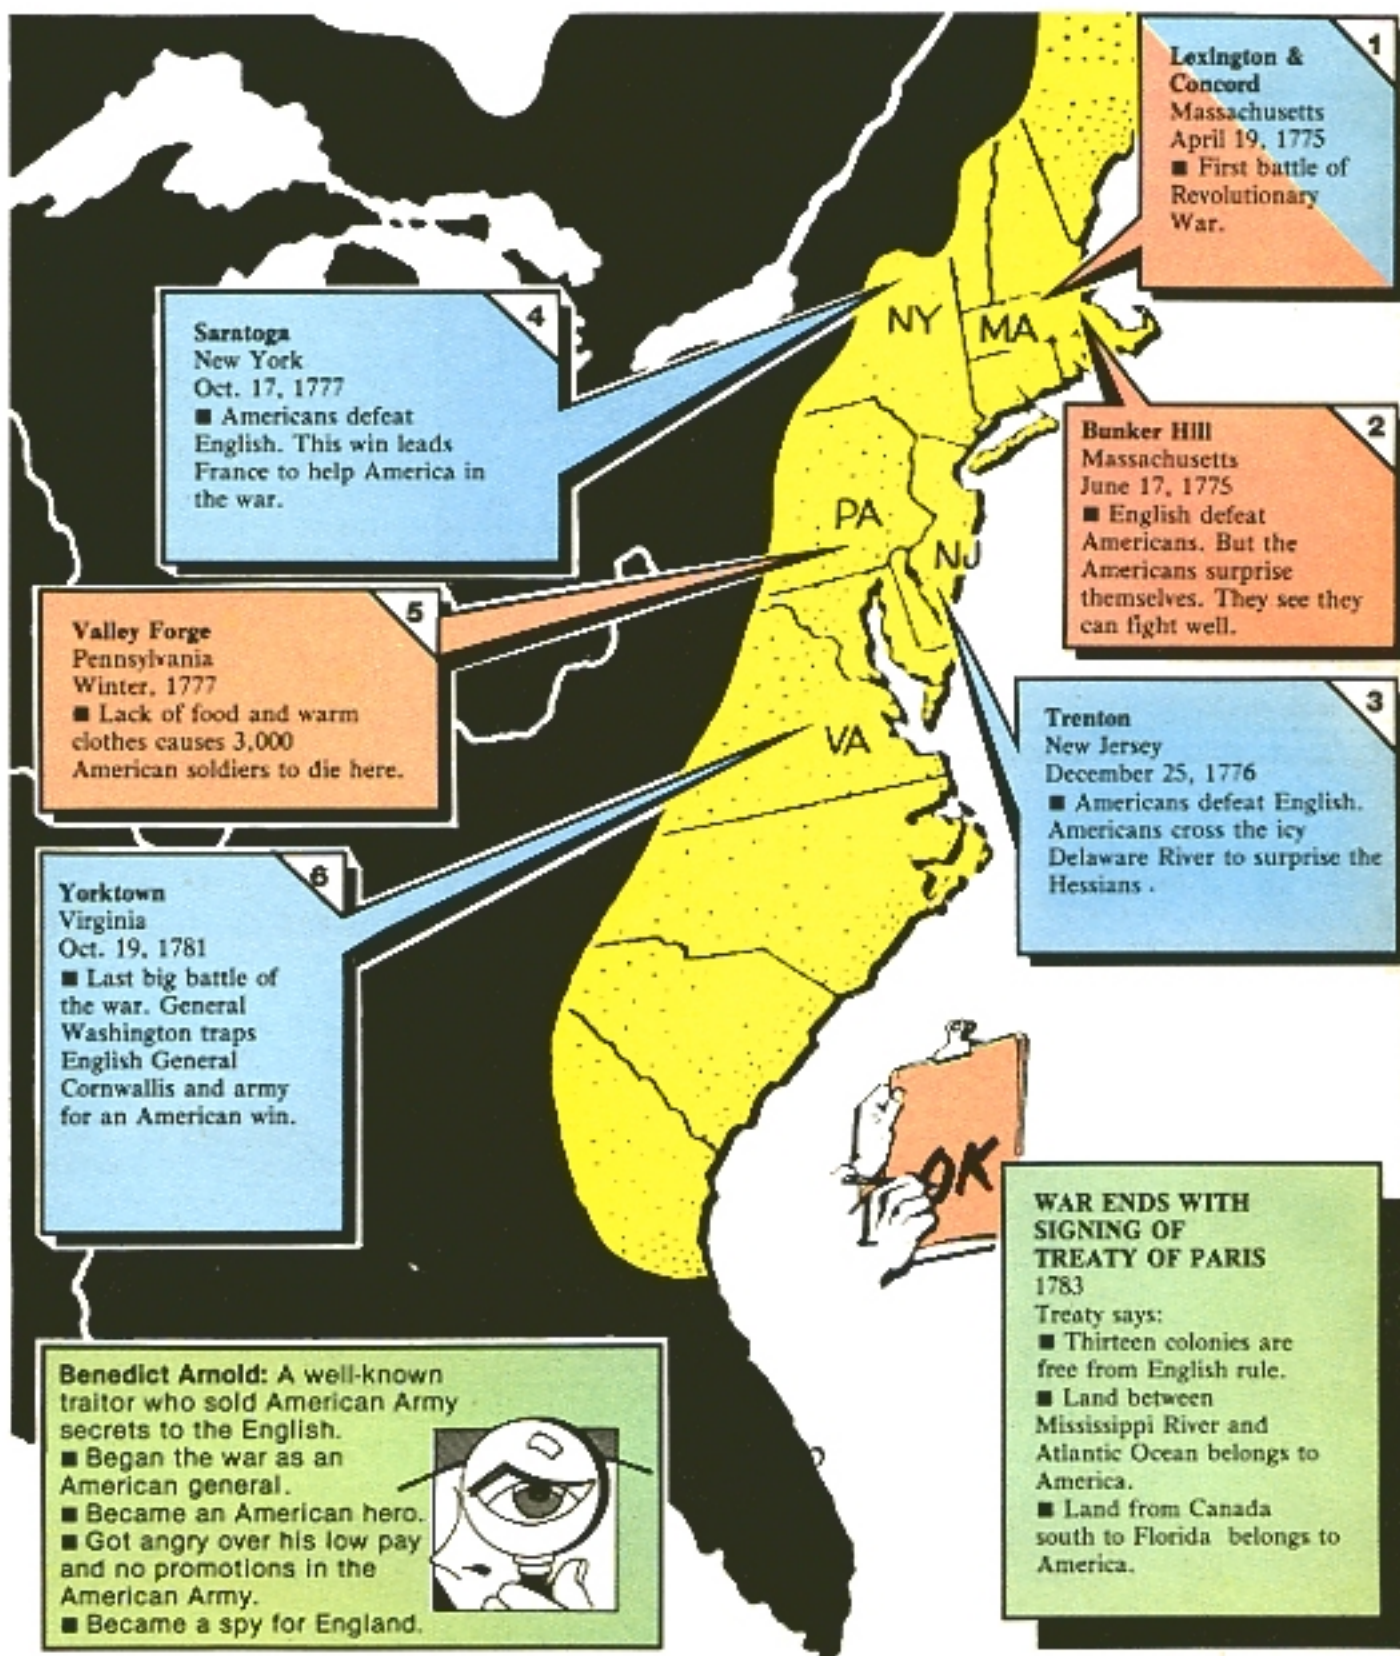 1
Lexington &
Concord
Massachusetts
April 19, 1775
■ First battle of
Revolutionary
War.
4
Saratoga
New York
Oct. 17, 1777
■ Americans defeat
English. This win leads
France to help America in
the war.
NY
MA
2
Bunker Hill
Massachusetts
June 17, 1775
■ English defeat
Americans. But the
Americans surprise
themselves. They see they
can fight well.
PA
NJ
5
Valley Forge
Pennsylvania
Winter, 1777
■ Lack of food and warm
clothes causes 3,000
American soldiers to die here.
3
Trenton
New Jersey
December 25, 1776
■ Americans defeat English.
Americans cross the icy
Delaware River to surprise the
Hessians .
VA
6
Yorktown
Virginia
Oct. 19, 1781
■ Last big battle of
the war. General
Washington traps
English General
Cornwallis and army
for an American win.
OK
WAR ENDS WITH
SIGNING OF
TREATY OF PARIS
1783
Treaty says:
■ Thirteen colonies are
free from English rule.
■ Land between
Mississippi River and
Atlantic Ocean belongs to
America.
■ Land from Canada
south to Florida belongs to
America.
Benedict Arnold: A well-known
traitor who sold American Army
secrets to the English.
■ Began the war as an
American general.
■ Became an American hero.
■ Got angry over his low pay
and no promotions in the
American Army.
■ Became a spy for England.